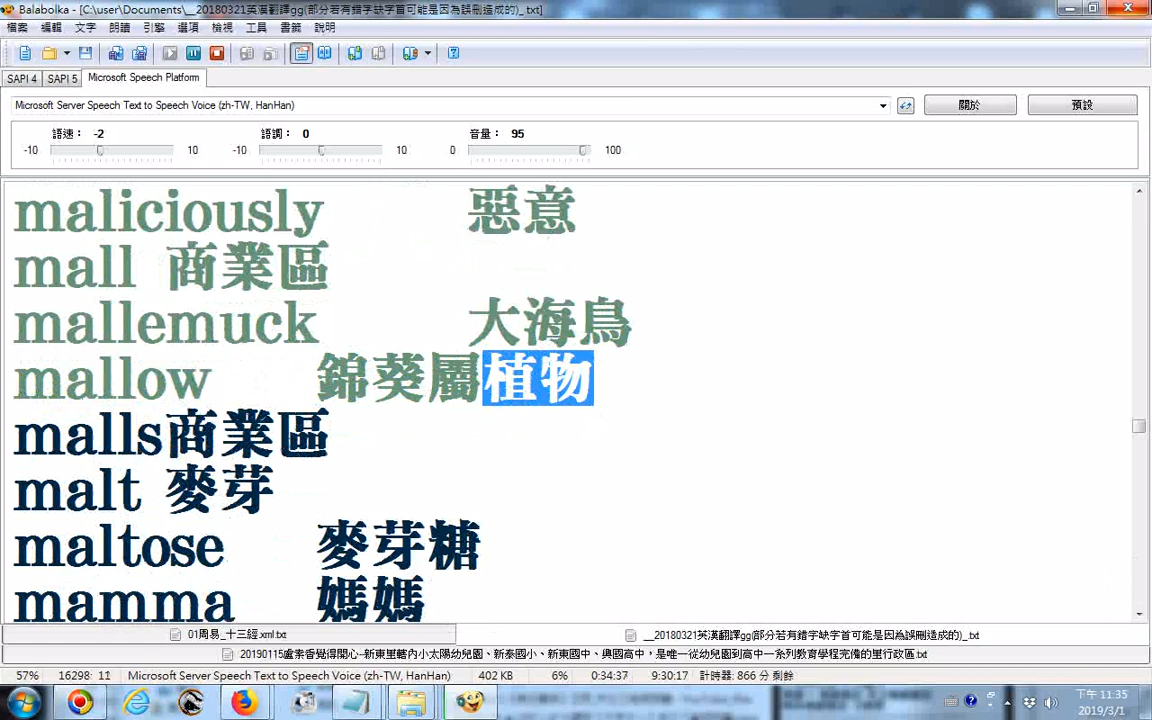 Balabolka - [C:\user\Documents\__20180321英漢翻譯gg(部分若有錯字缺字首可能是因為誤刪造成的)_txt]
檔案 編輯 文字 朗讀 引擎 選項 檢視 工具 書籤 說明
SAPI 4 SAPI 5 Microsoft Speech Platform
Microsoft Server Speech Text to Speech Voice (zh-TW, HanHan) 關於 預設
語速： -2 語調： 0 音量： 95
-10 10 -10 10 0 100
maliciously 惡意
mall 商業區
mallemuck 大海鳥
mallow 錦葵屬植物
malls商業區
malt 麥芽
maltose 麥芽糖
mamma 媽媽
01周易_十三經.xml.txt __20180321英漢翻譯gg(部分若有錯字缺字首可能是因為誤刪造成的)_.txt
20190115盧素香覺得開心--新東里轄內小太陽幼兒園、新泰國小、新東國中、興國高中，是唯一從幼兒園到高中一系列教育學程完備的里行政區.txt
57% 16298: 11 Microsoft Server Speech Text to Speech Voice (zh-TW, HanHan) 402 KB 6% 0:34:37 9:30:17 計時器: 866 分 剩餘
下午 11:35
2019/3/1